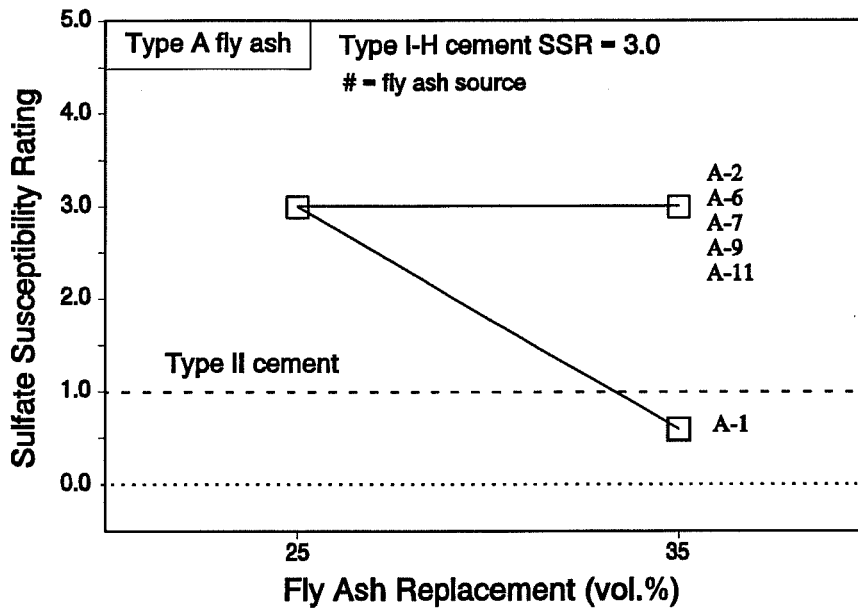 5.0
Type A fly ash
Type I-H cement SSR = 3.0
# = fly ash source
4.0
3.0
2.0
1.0
0.0
Sulfate Susceptibility Rating
A-2
A-6
A-7
A-9
A-11
Type II cement
A-1
25
35
Fly Ash Replacement (vol.%)